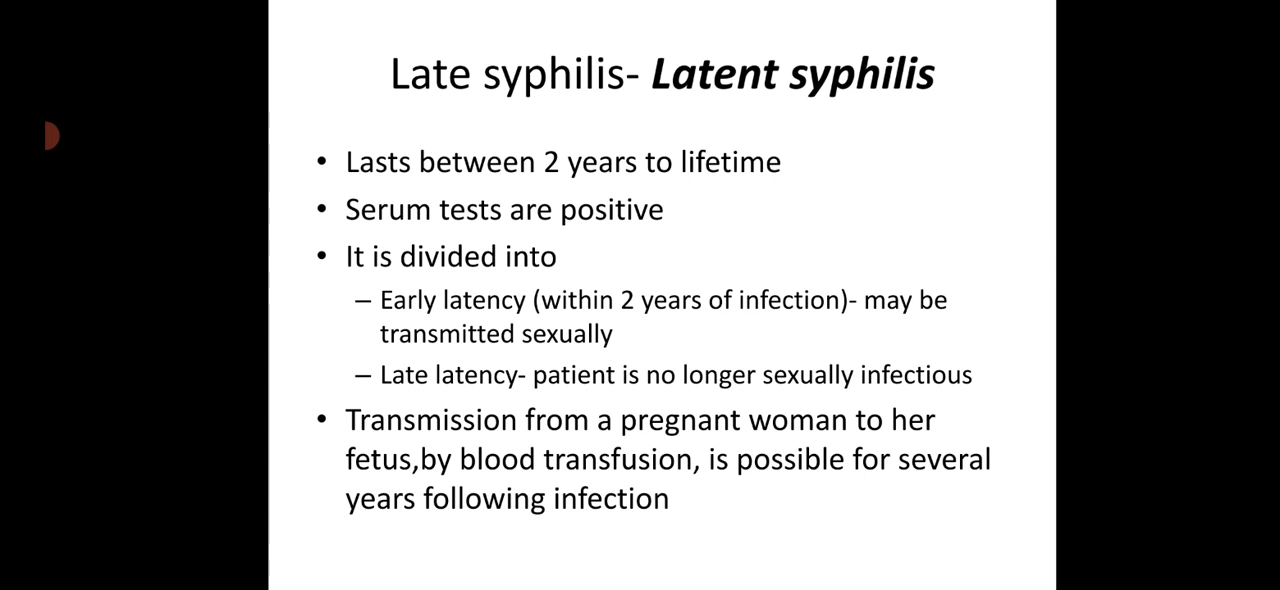 Late syphilis- Latent syphilis
• Lasts between 2 years to lifetime
• Serum tests are positive
• It is divided into
– Early latency (within 2 years of infection)- may be
transmitted sexually
– Late latency- patient is no longer sexually infectious
• Transmission from a pregnant woman to her
fetus,by blood transfusion, is possible for several
years following infection